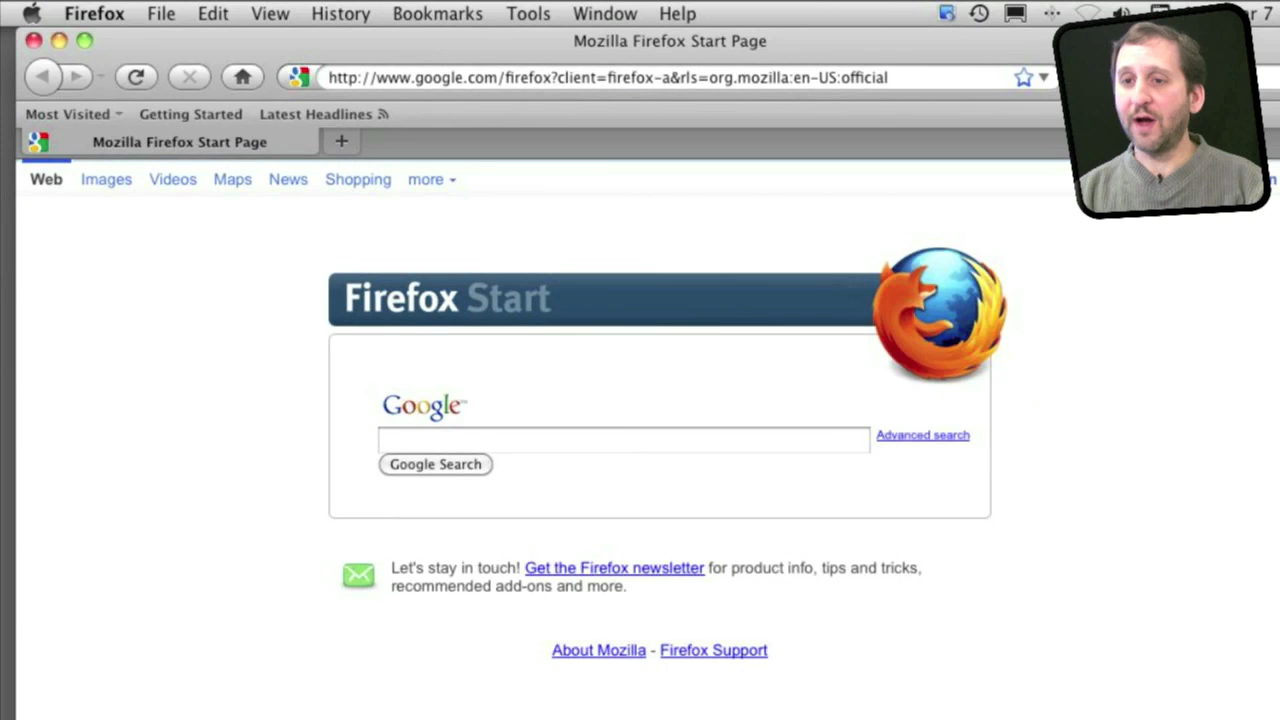 Firefox File Edit View History Bookmarks Tools Window Help
Mozilla Firefox Start Page
http://www.google.com/firefox?client=firefox-a&rls=org.mozilla:en-US:official
Most Visited Getting Started Latest Headlines
Mozilla Firefox Start Page
Web Images Videos Maps News Shopping more
Firefox Start
Google™
Advanced search
Google Search
Let's stay in touch! Get the Firefox newsletter for product info, tips and tricks,
recommended add-ons and more.
About Mozilla - Firefox Support